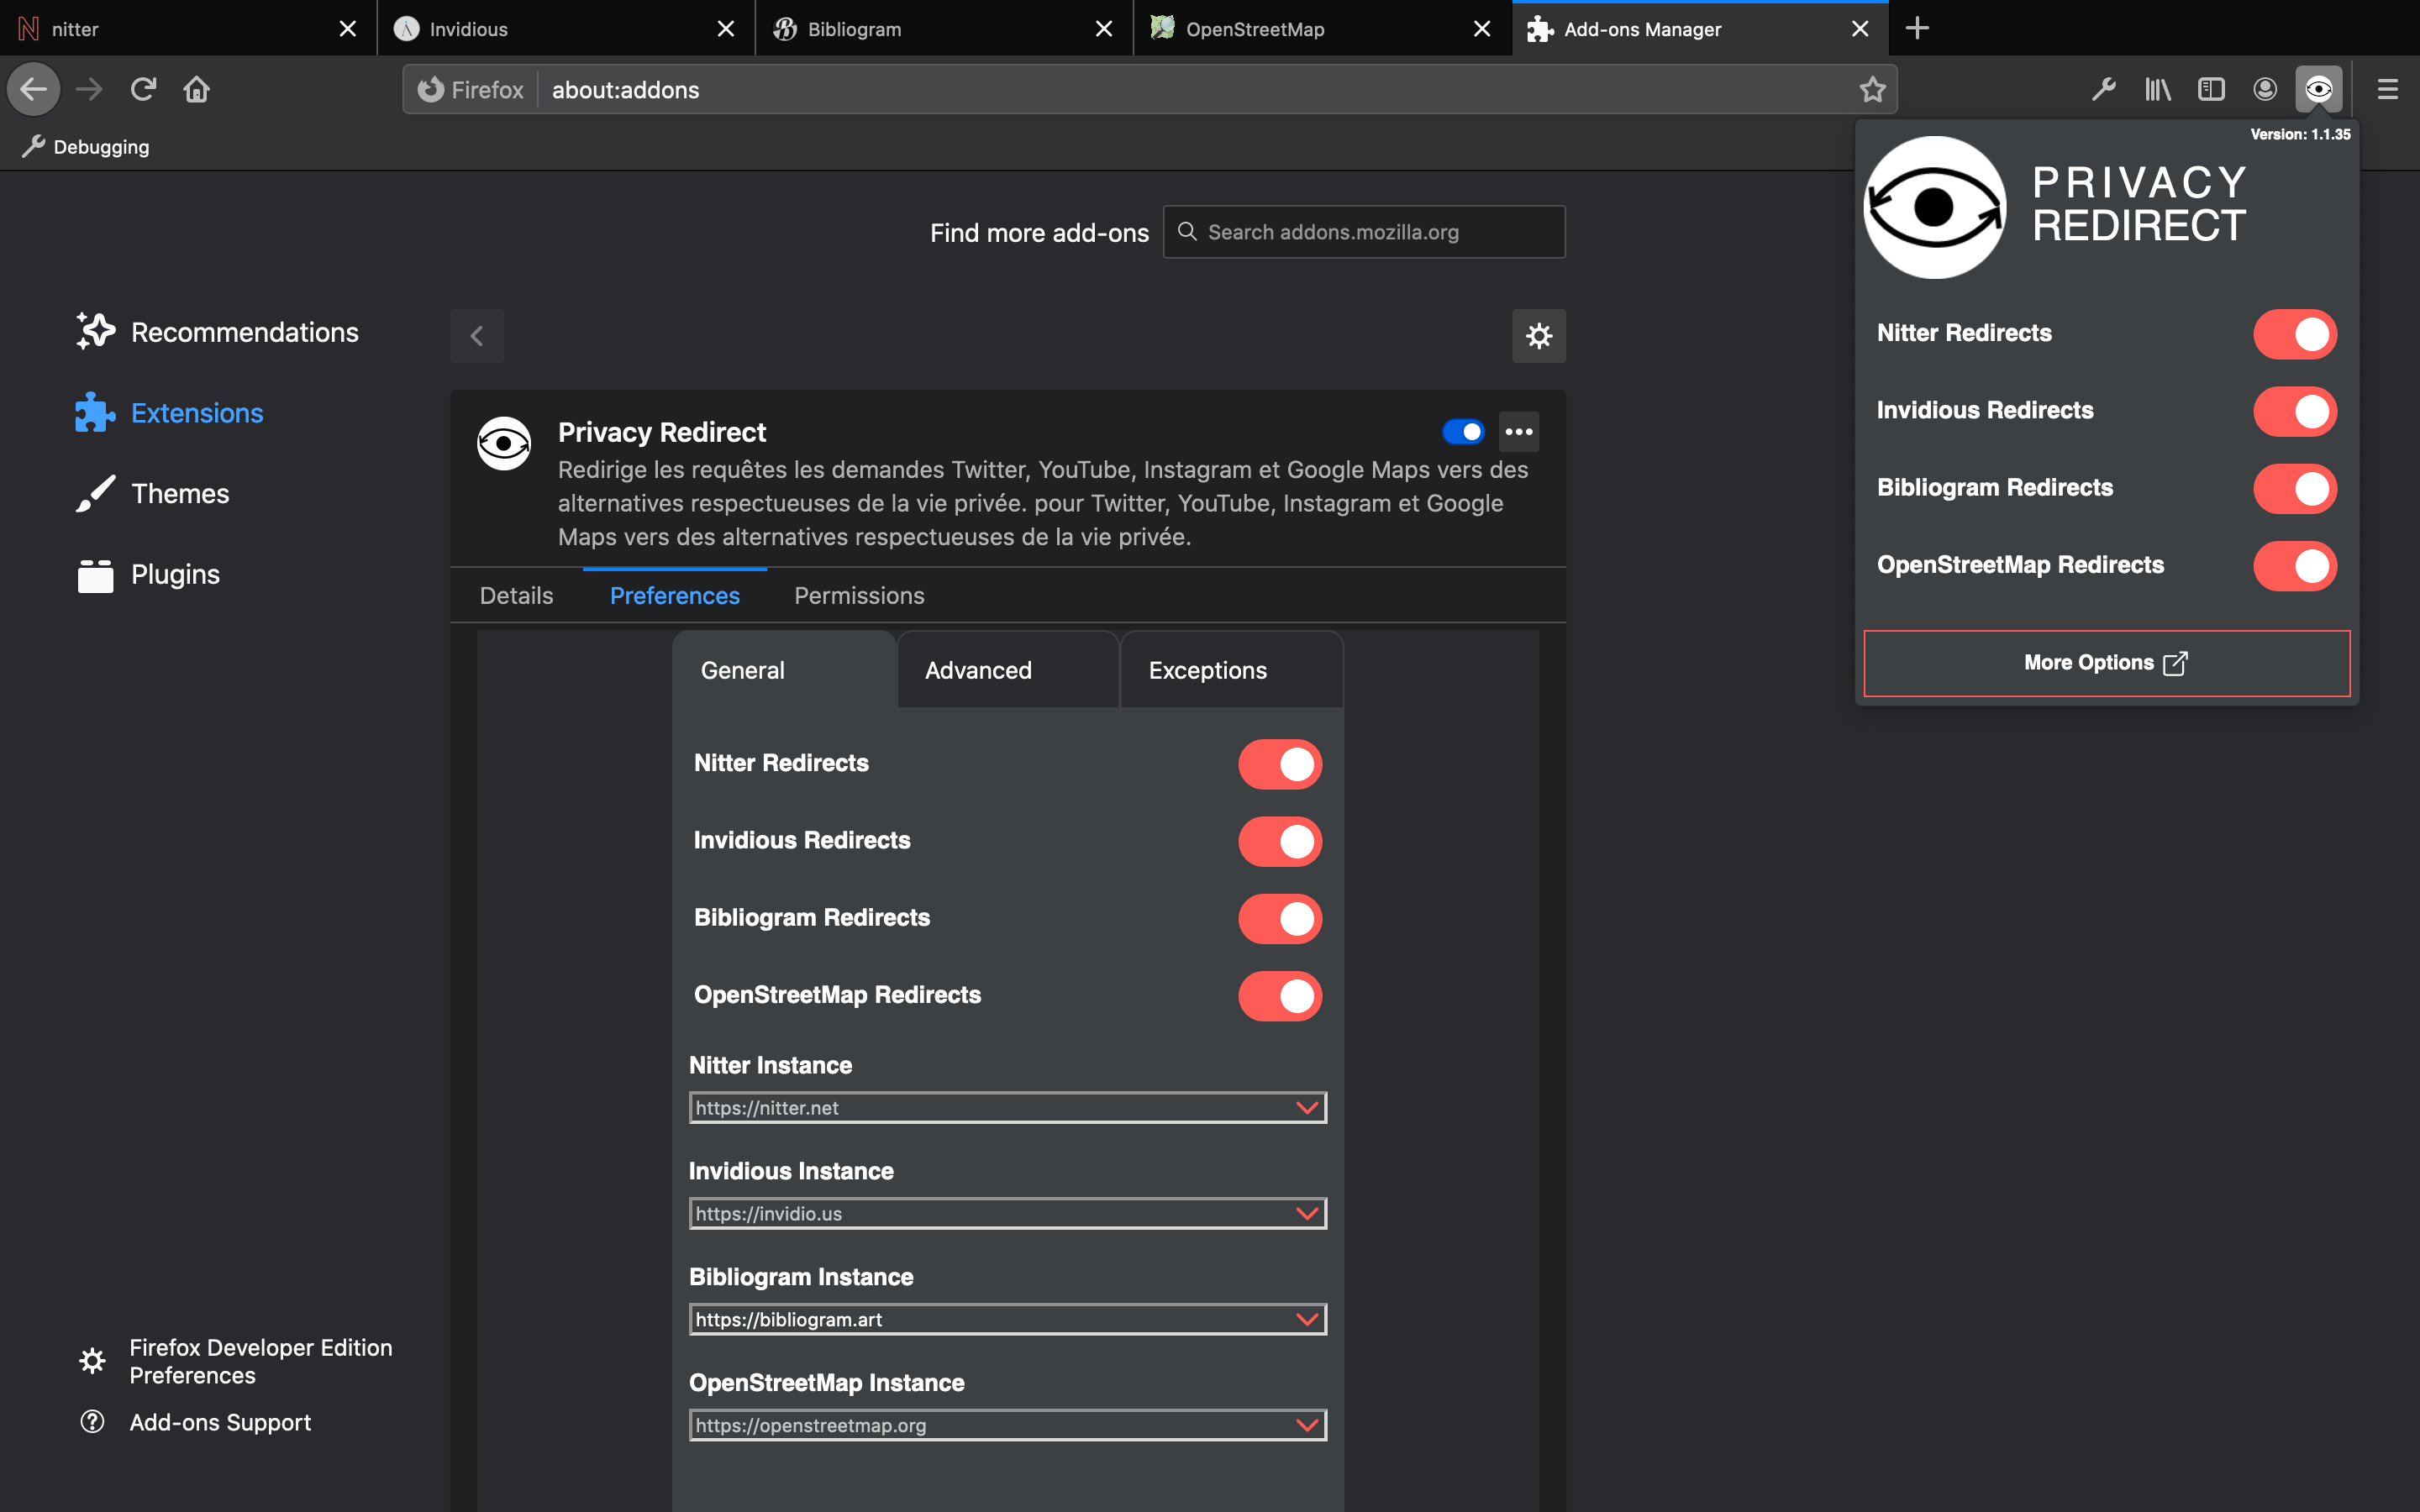 nitter
Invidious
Bibliogram
OpenStreetMap
Add-ons Manager
Firefox
about:addons
Debugging
Version: 1.1.35
PRIVACY
REDIRECT
Nitter Redirects
Invidious Redirects
Bibliogram Redirects
OpenStreetMap Redirects
More Options
Find more add-ons
Search addons.mozilla.org
Recommendations
Extensions
Themes
Plugins
Privacy Redirect
Redirige les requêtes les demandes Twitter, YouTube, Instagram et Google Maps vers des
alternatives respectueuses de la vie privée. pour Twitter, YouTube, Instagram et Google
Maps vers des alternatives respectueuses de la vie privée.
Details
Preferences
Permissions
General
Advanced
Exceptions
Nitter Redirects
Invidious Redirects
Bibliogram Redirects
OpenStreetMap Redirects
Nitter Instance
https://nitter.net
Invidious Instance
https://invidio.us
Bibliogram Instance
https://bibliogram.art
OpenStreetMap Instance
https://openstreetmap.org
Firefox Developer Edition
Preferences
Add-ons Support